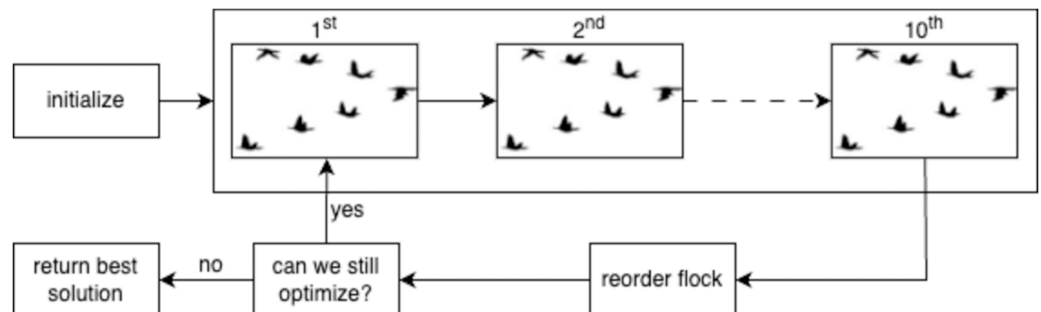 1st
2nd
10th
initialize
yes
return best
solution
no
can we still
optimize?
reorder flock